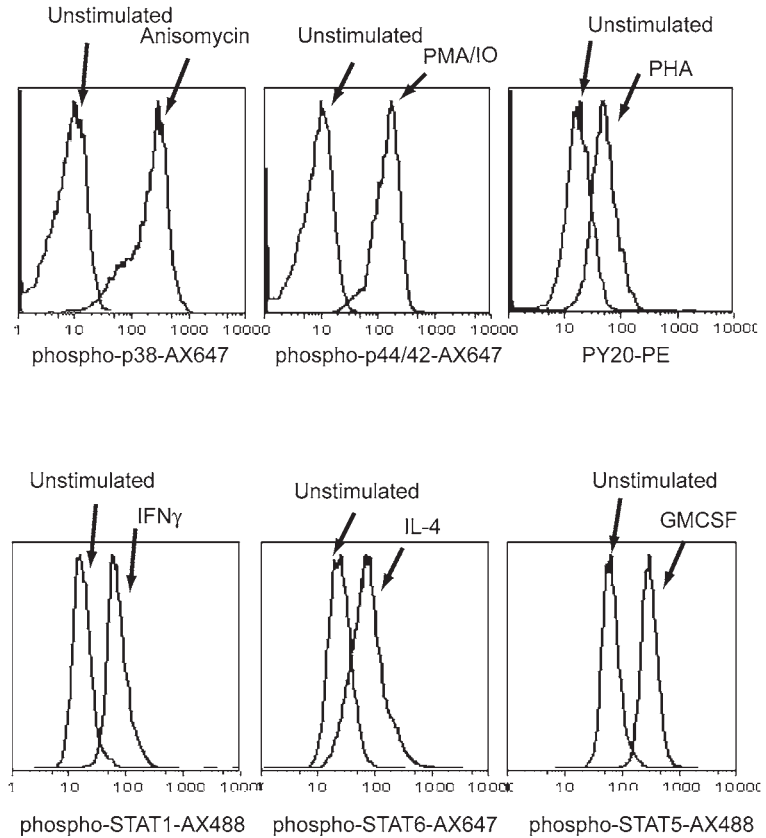 Unstimulated
Anisomycin
Unstimulated
PMA/IO
Unstimulated
PHA
1 10 100 1000 10000
10 100 1000 10000
10 100 1000 10000
phospho-p38-AX647
phospho-p44/42-AX647
PY20-PE
Unstimulated
IFNγ
Unstimulated
IL-4
Unstimulated
GMCSF
1 10 100 1000
10 100 1000
10 100 1000 10000
phospho-STAT1-AX488
phospho-STAT6-AX647
phospho-STAT5-AX488